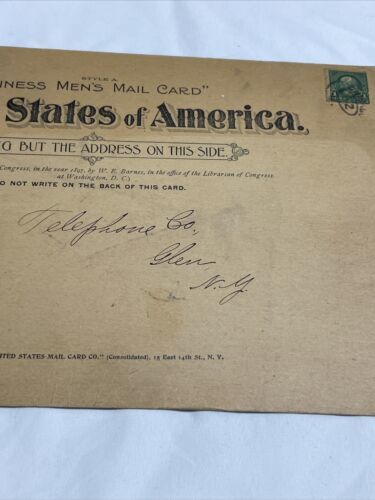 STYLE A.
INESS MEN'S MAIL CARD"
States of America.
G BUT THE ADDRESS ON THIS SIDE.
Congress, in the year 1897, by W. E. Barnes, in the office of the Librarian of Congress
at Washington, D. C.)
O NOT WRITE ON THE BACK OF THIS CARD.
Telephone Co,
Glen,
N.Y.
NITED STATES MAIL CARD CO." (Consolidated), 15 East 14th St., N. Y.